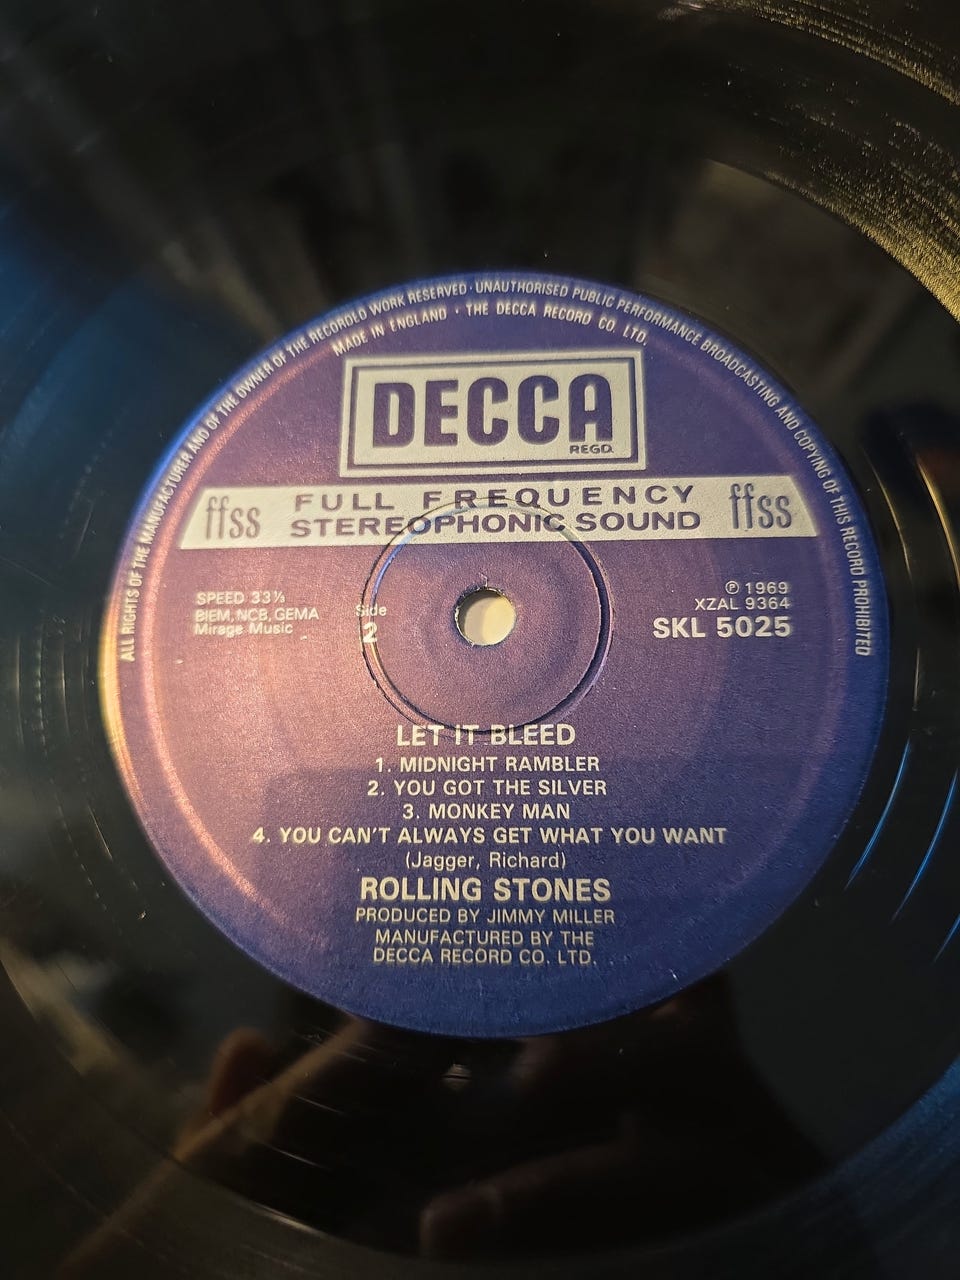 ALL RIGHTS OF THE MANUFACTURER AND OF THE OWNER OF THE RECORDED WORK RESERVED · UNAUTHORISED PUBLIC PERFORMANCE BROADCASTING AND COPYING OF THIS RECORD PROHIBITED
MADE IN ENGLAND · THE DECCA RECORD CO. LTD.
DECCA
REGD.
ffss FULL FREQUENCY ffss
STEREOPHONIC SOUND
SPEED 33⅓
BIEM, NCB, GEMA
Mirage Music
Side
2
℗ 1969
XZAL 9364
SKL 5025
LET IT BLEED
1. MIDNIGHT RAMBLER
2. YOU GOT THE SILVER
3. MONKEY MAN
4. YOU CAN'T ALWAYS GET WHAT YOU WANT
(Jagger, Richard)
ROLLING STONES
PRODUCED BY JIMMY MILLER
MANUFACTURED BY THE
DECCA RECORD CO. LTD.